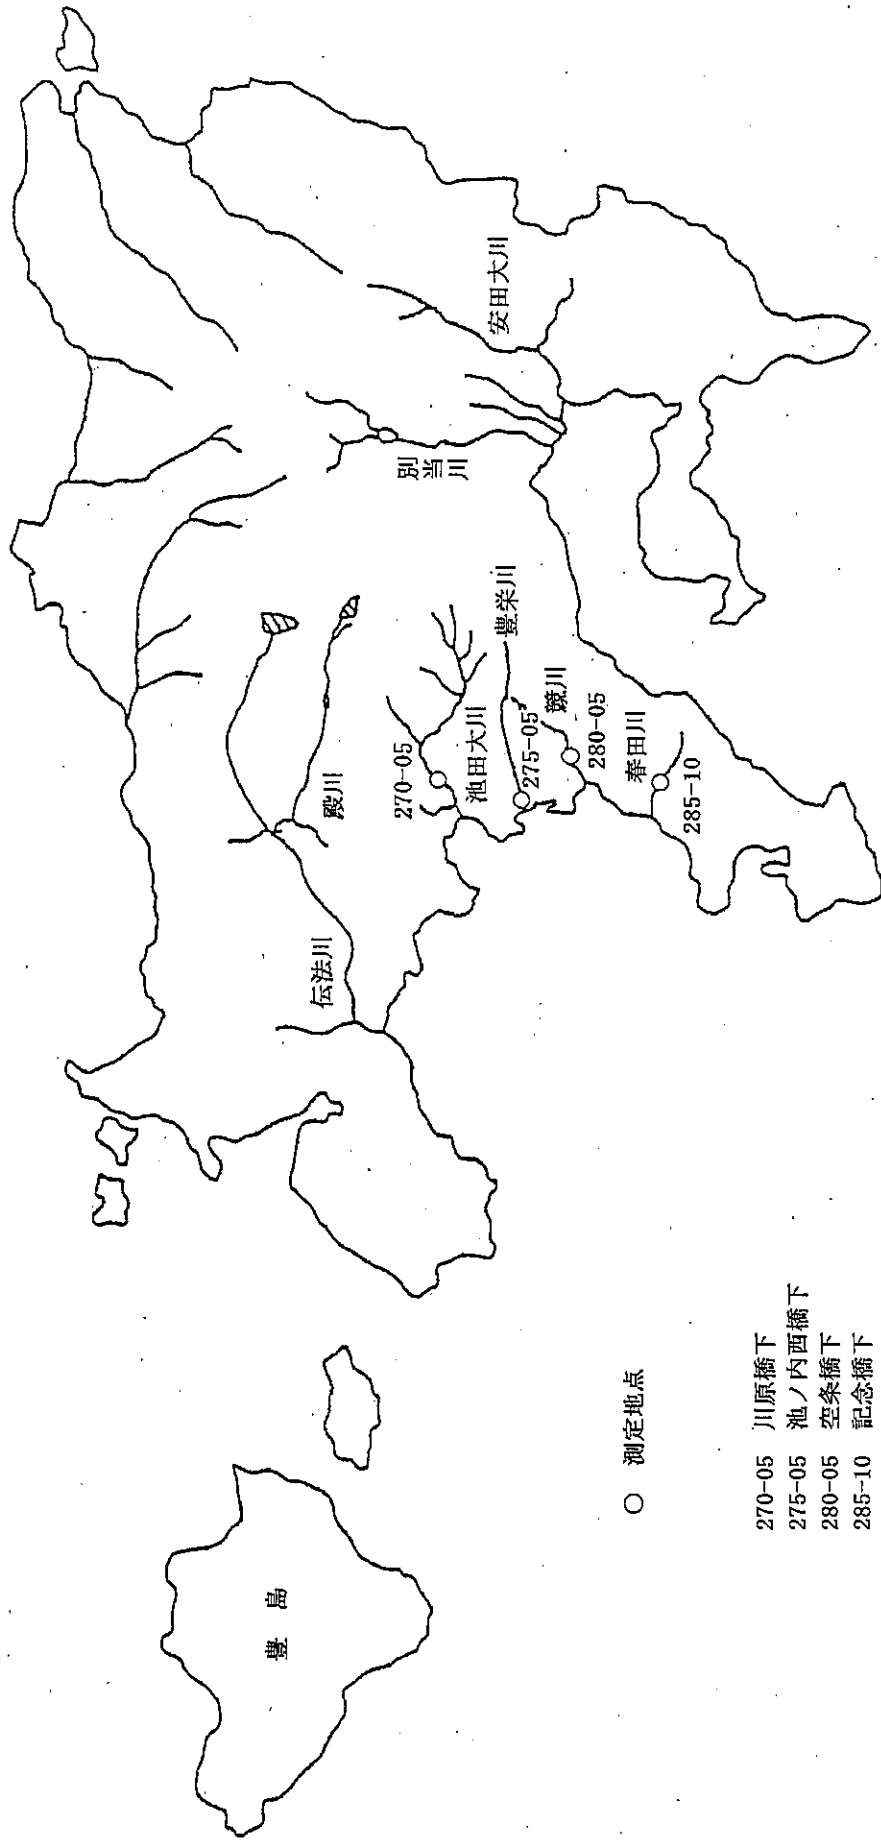 安田大川
別当川
殿川
伝法川
270-05
池田大川
豊栄川
275-05
竸川
280-05
春田川
285-10
豊島
○ 測定地点
270-05 川原橋下
275-05 池ノ内西橋下
280-05 空条橋下
285-10 記念橋下